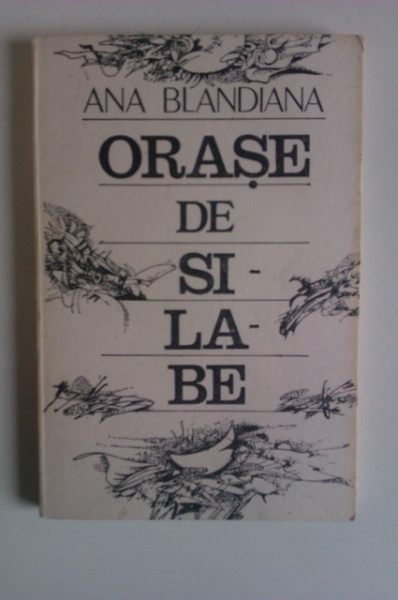 ANA BLANDIANA
ORAȘE
DE
SI-
LA-
BE